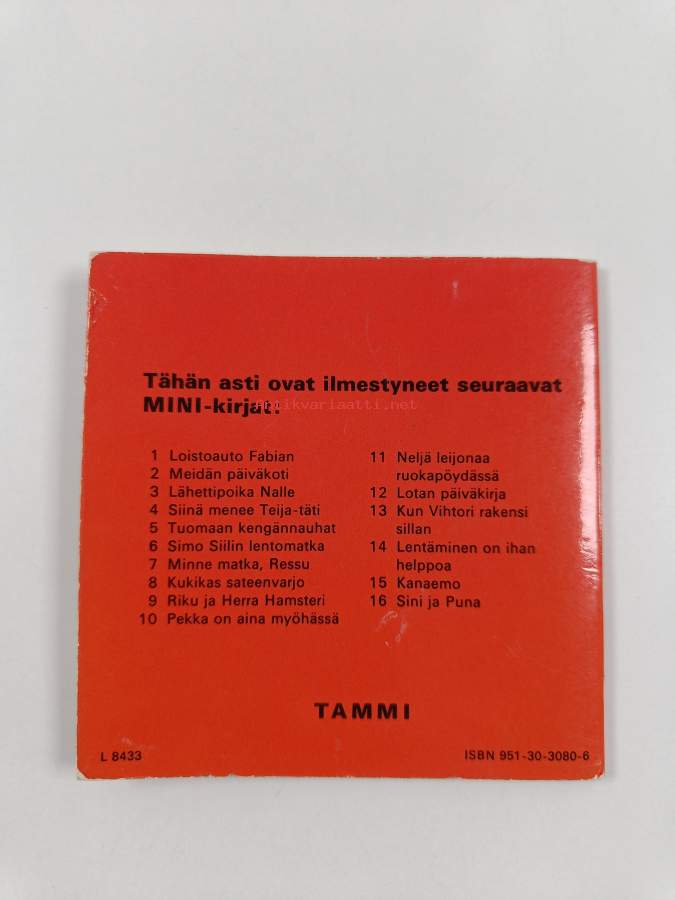 Tähän asti ovat ilmestyneet seuraavat
MINI-kirjat:
Antikvariaatti.net
1 Loistoauto Fabian
2 Meidän päiväkoti
3 Lähettipoika Nalle
4 Siinä menee Teija-täti
5 Tuomaan kengännauhat
6 Simo Siilin lentomatka
7 Minne matka, Ressu
8 Kukikas sateenvarjo
9 Riku ja Herra Hamsteri
10 Pekka on aina myöhässä
11 Neljä leijonaa
ruokapöydässä
12 Lotan päiväkirja
13 Kun Vihtori rakensi
sillan
14 Lentäminen on ihan
helppoa
15 Kanaemo
16 Sini ja Puna
TAMMI
L 8433
ISBN 951-30-3080-6